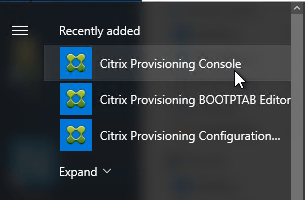 Recently added
Citrix Provisioning Console
Citrix Provisioning BOOTPTAB Editor
Citrix Provisioning Configuration...
Expand